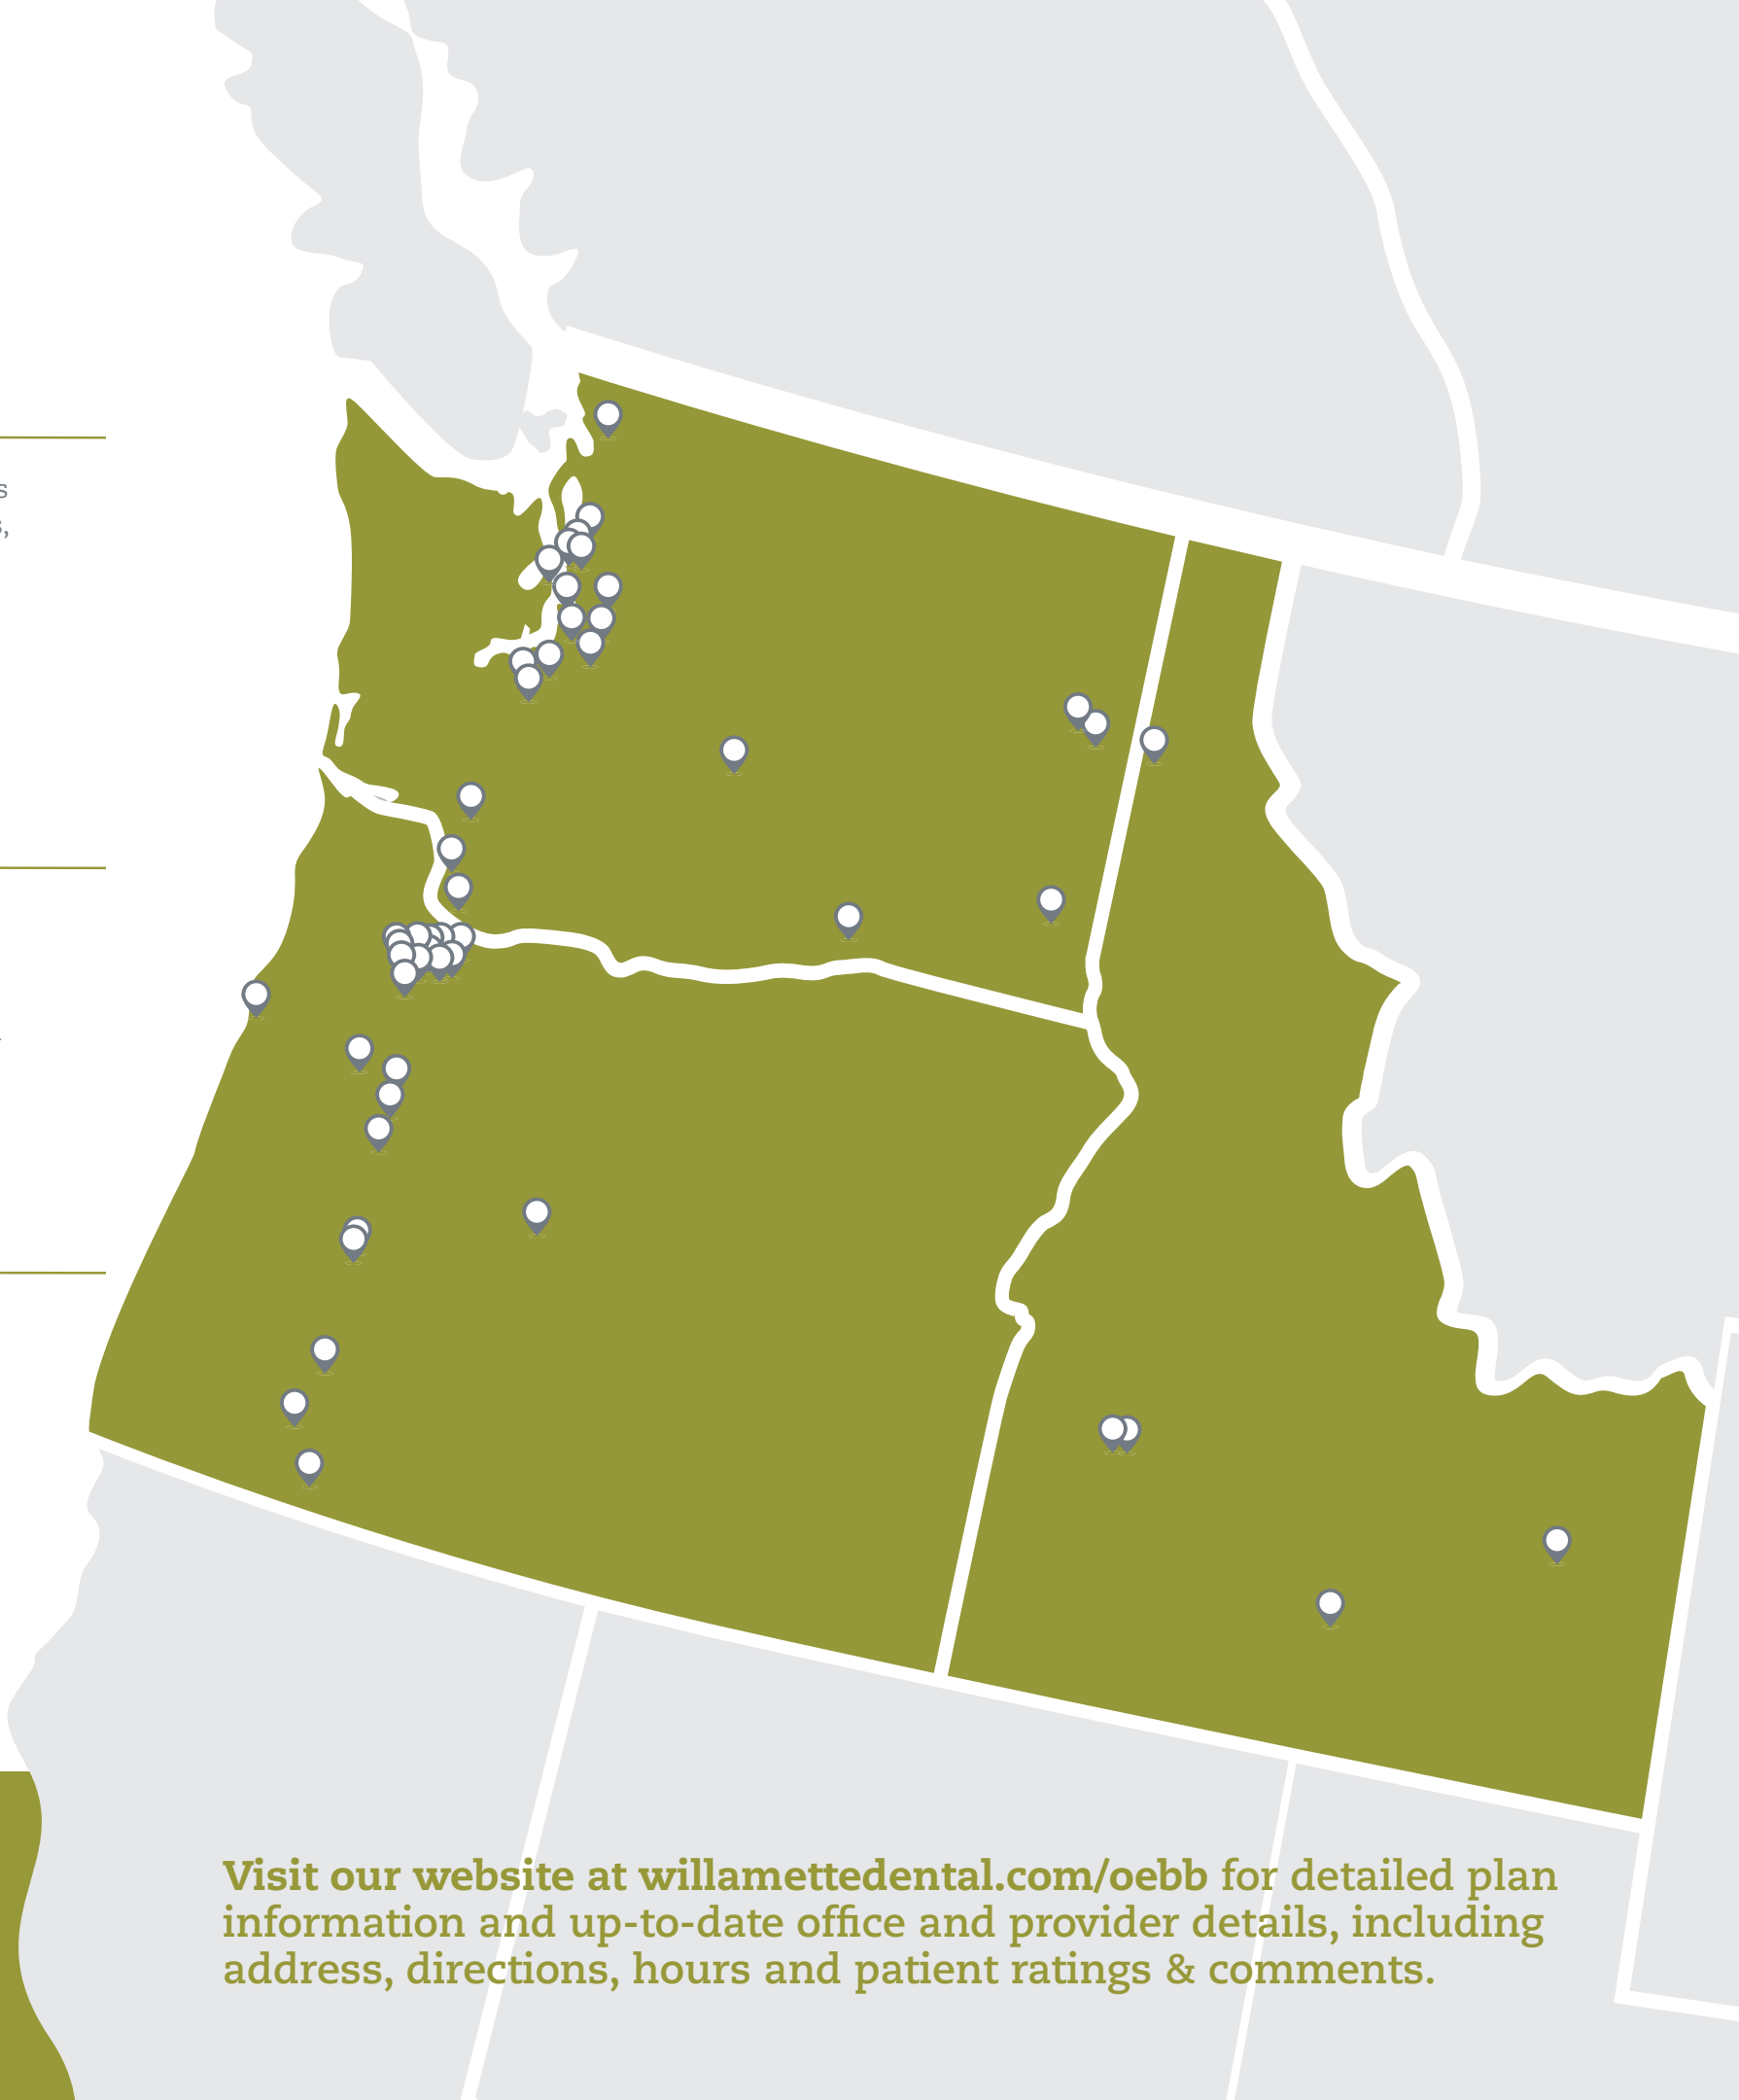 s
,
Visit our website at willamettedental.com/oebb for detailed plan
information and up-to-date office and provider details, including
address, directions, hours and patient ratings & comments.